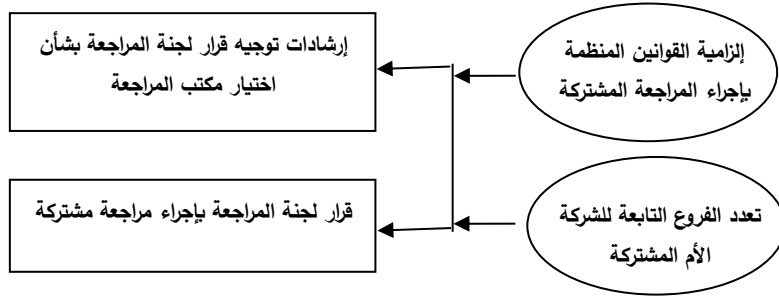 إلزامية القوانين المنظمة
بإجراء المراجعة المشتركة
إرشادات توجيه قرار لجنة المراجعة بشأن
اختيار مكتب المراجعة
تعدد الفروع التابعة للشركة
الأم المشتركة
قرار لجنة المراجعة بإجراء مراجعة مشتركة